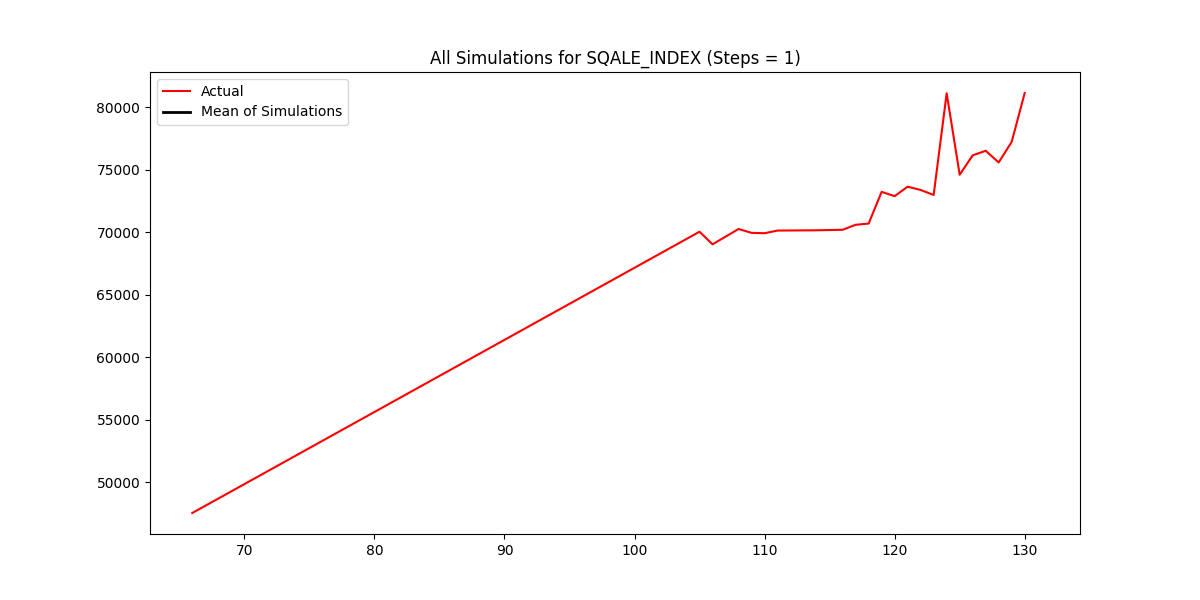 All Simulations for SQALE_INDEX (Steps = 1)
Actual
Mean of Simulations
80000
75000
70000
65000
60000
55000
50000
70 80 90 100 110 120 130